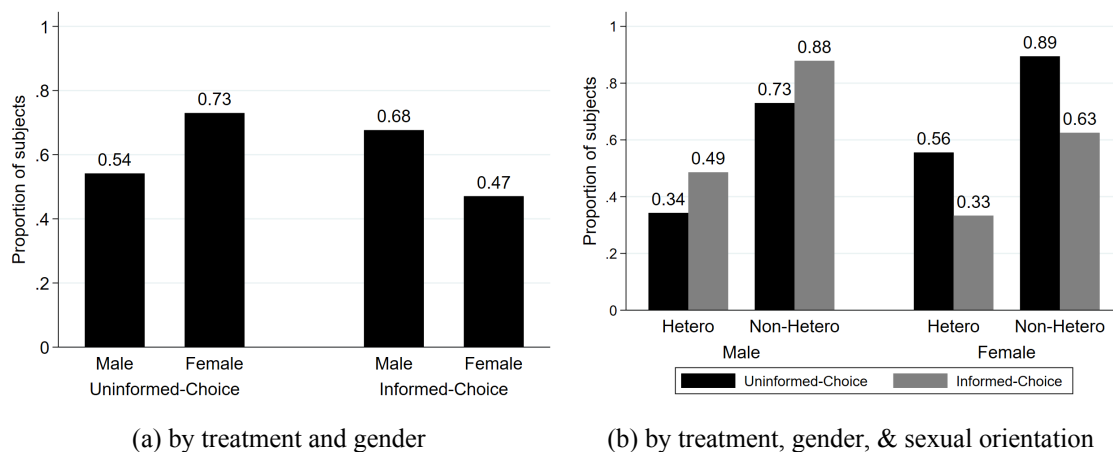 Proportion of subjects
1
.8
.6
.4
.2
0
0.54
0.73
0.68
0.47
Male Female Male Female
Uninformed-Choice Informed-Choice
(a) by treatment and gender
Proportion of subjects
1
.8
.6
.4
.2
0
0.34
0.49
0.73
0.88
0.56
0.33
0.89
0.63
Hetero Non-Hetero Hetero Non-Hetero
Male Female
Uninformed-Choice Informed-Choice
(b) by treatment, gender, & sexual orientation